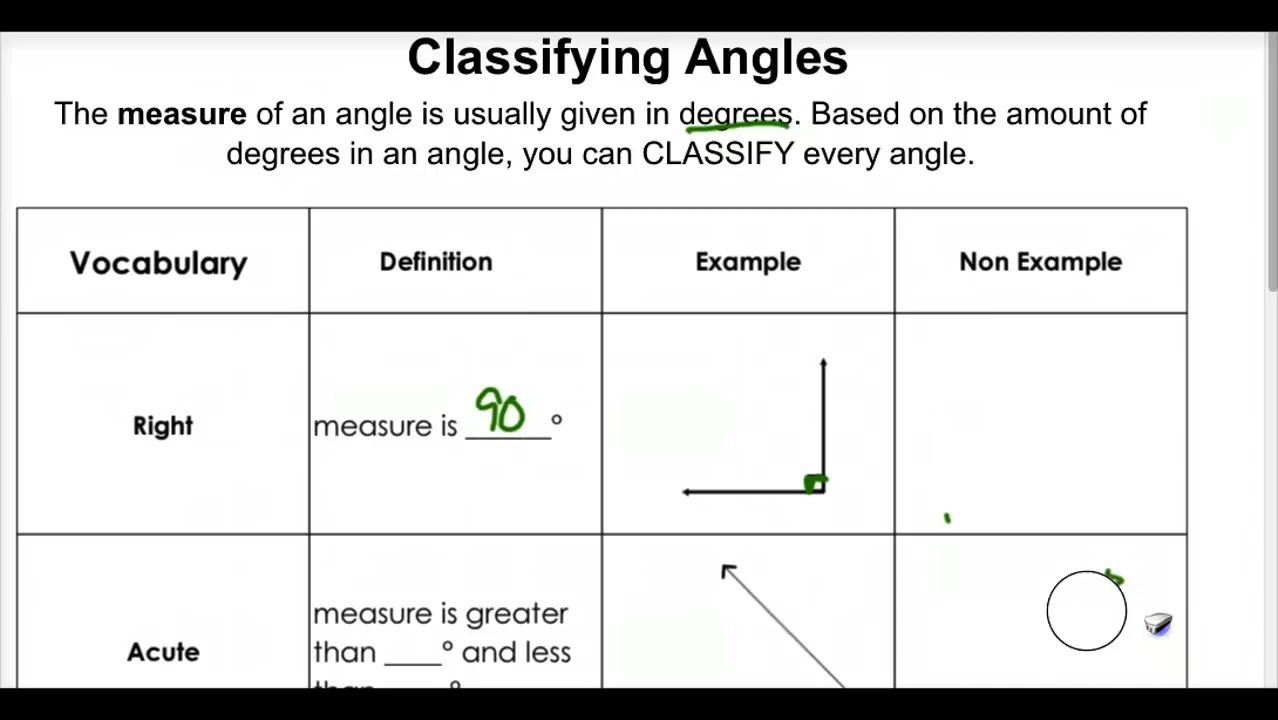 Classifying Angles
The measure of an angle is usually given in degrees. Based on the amount of
degrees in an angle, you can CLASSIFY every angle.
Vocabulary
Definition
Example
Non Example
Right
measure is 90 °
Acute
measure is greater
than ____° and less